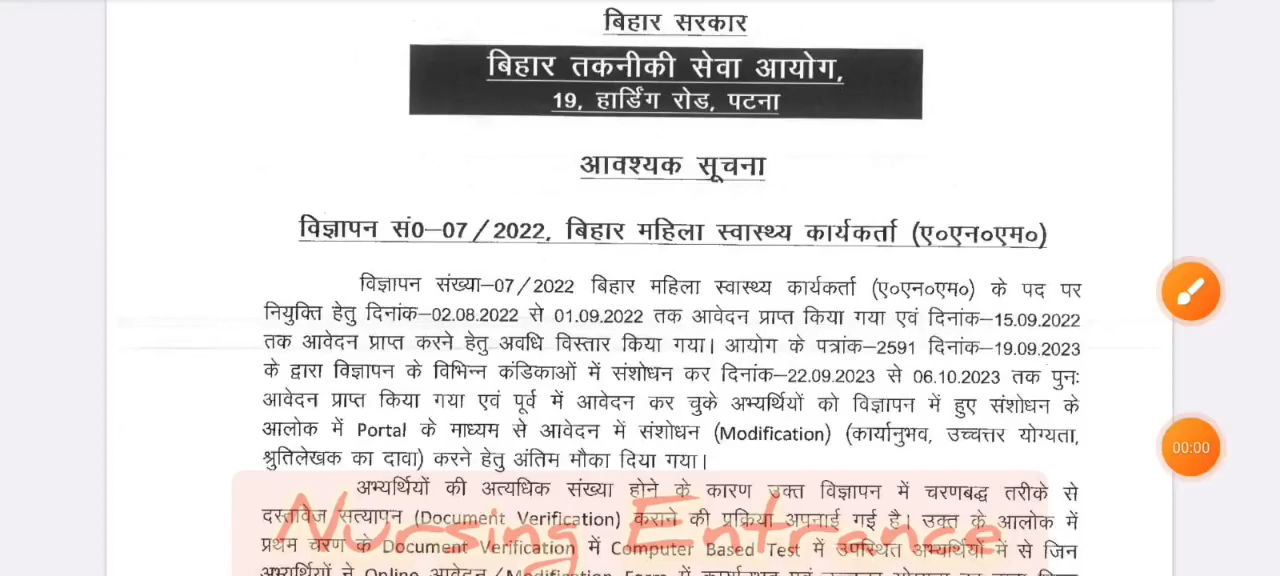 बिहार सरकार
बिहार तकनीकी सेवा आयोग,
19, हार्डिंग रोड, पटना
आवश्यक सूचना
विज्ञापन सं0–07/2022, बिहार महिला स्वास्थ्य कार्यकर्ता (ए०एन०एम०)
विज्ञापन संख्या–07/2022 बिहार महिला स्वास्थ्य कार्यकर्ता (ए०एन०एम०) के पद पर
नियुक्ति हेतु दिनांक–02.08.2022 से 01.09.2022 तक आवेदन प्राप्त किया गया एवं दिनांक–15.09.2022
तक आवेदन प्राप्त करने हेतु अवधि विस्तार किया गया। आयोग के पत्रांक–2591 दिनांक–19.09.2023
के द्वारा विज्ञापन के विभिन्न कंडिकाओं में संशोधन कर दिनांक–22.09.2023 से 06.10.2023 तक पुनः
आवेदन प्राप्त किया गया एवं पूर्व में आवेदन कर चुके अभ्यर्थियों को विज्ञापन में हुए संशोधन के
आलोक में Portal के माध्यम से आवेदन में संशोधन (Modification) (कार्यानुभव, उच्चत्तर योग्यता,
श्रुतिलेखक का दावा) करने हेतु अंतिम मौका दिया गया।
अभ्यर्थियों की अत्यधिक संख्या होने के कारण उक्त विज्ञापन में चरणबद्ध तरीके से
दस्तावेज सत्यापन (Document Verification) कराने की प्रक्रिया अपनाई गई है। उक्त के आलोक में
प्रथम चरण के Document Verification में Computer Based Test में उपस्थित अभ्यर्थियों में से जिन
अभ्यर्थियों ने Online आवेदन
Nursing Entrance
00:00